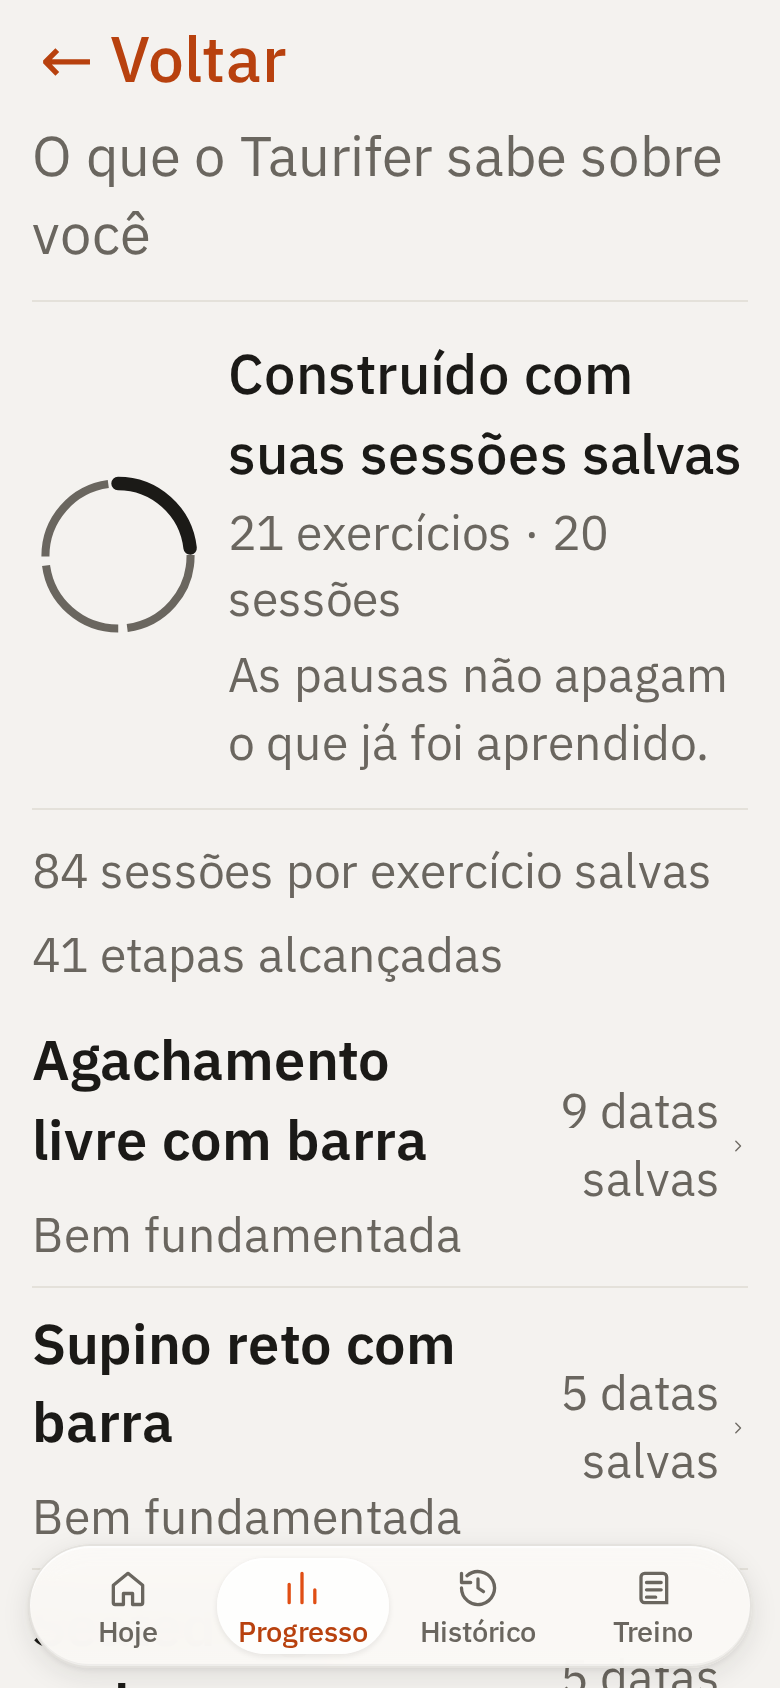 ← Voltar
O que o Taurifer sabe sobre
você
Construído com
suas sessões salvas
21 exercícios · 20
sessões
As pausas não apagam
o que já foi aprendido.
84 sessões por exercício salvas
41 etapas alcançadas
Agachamento
livre com barra
9 datas
salvas
Bem fundamentada
Supino reto com
barra
5 datas
salvas
Bem fundamentada
Hoje
Progresso
Histórico
Treino
5 datas